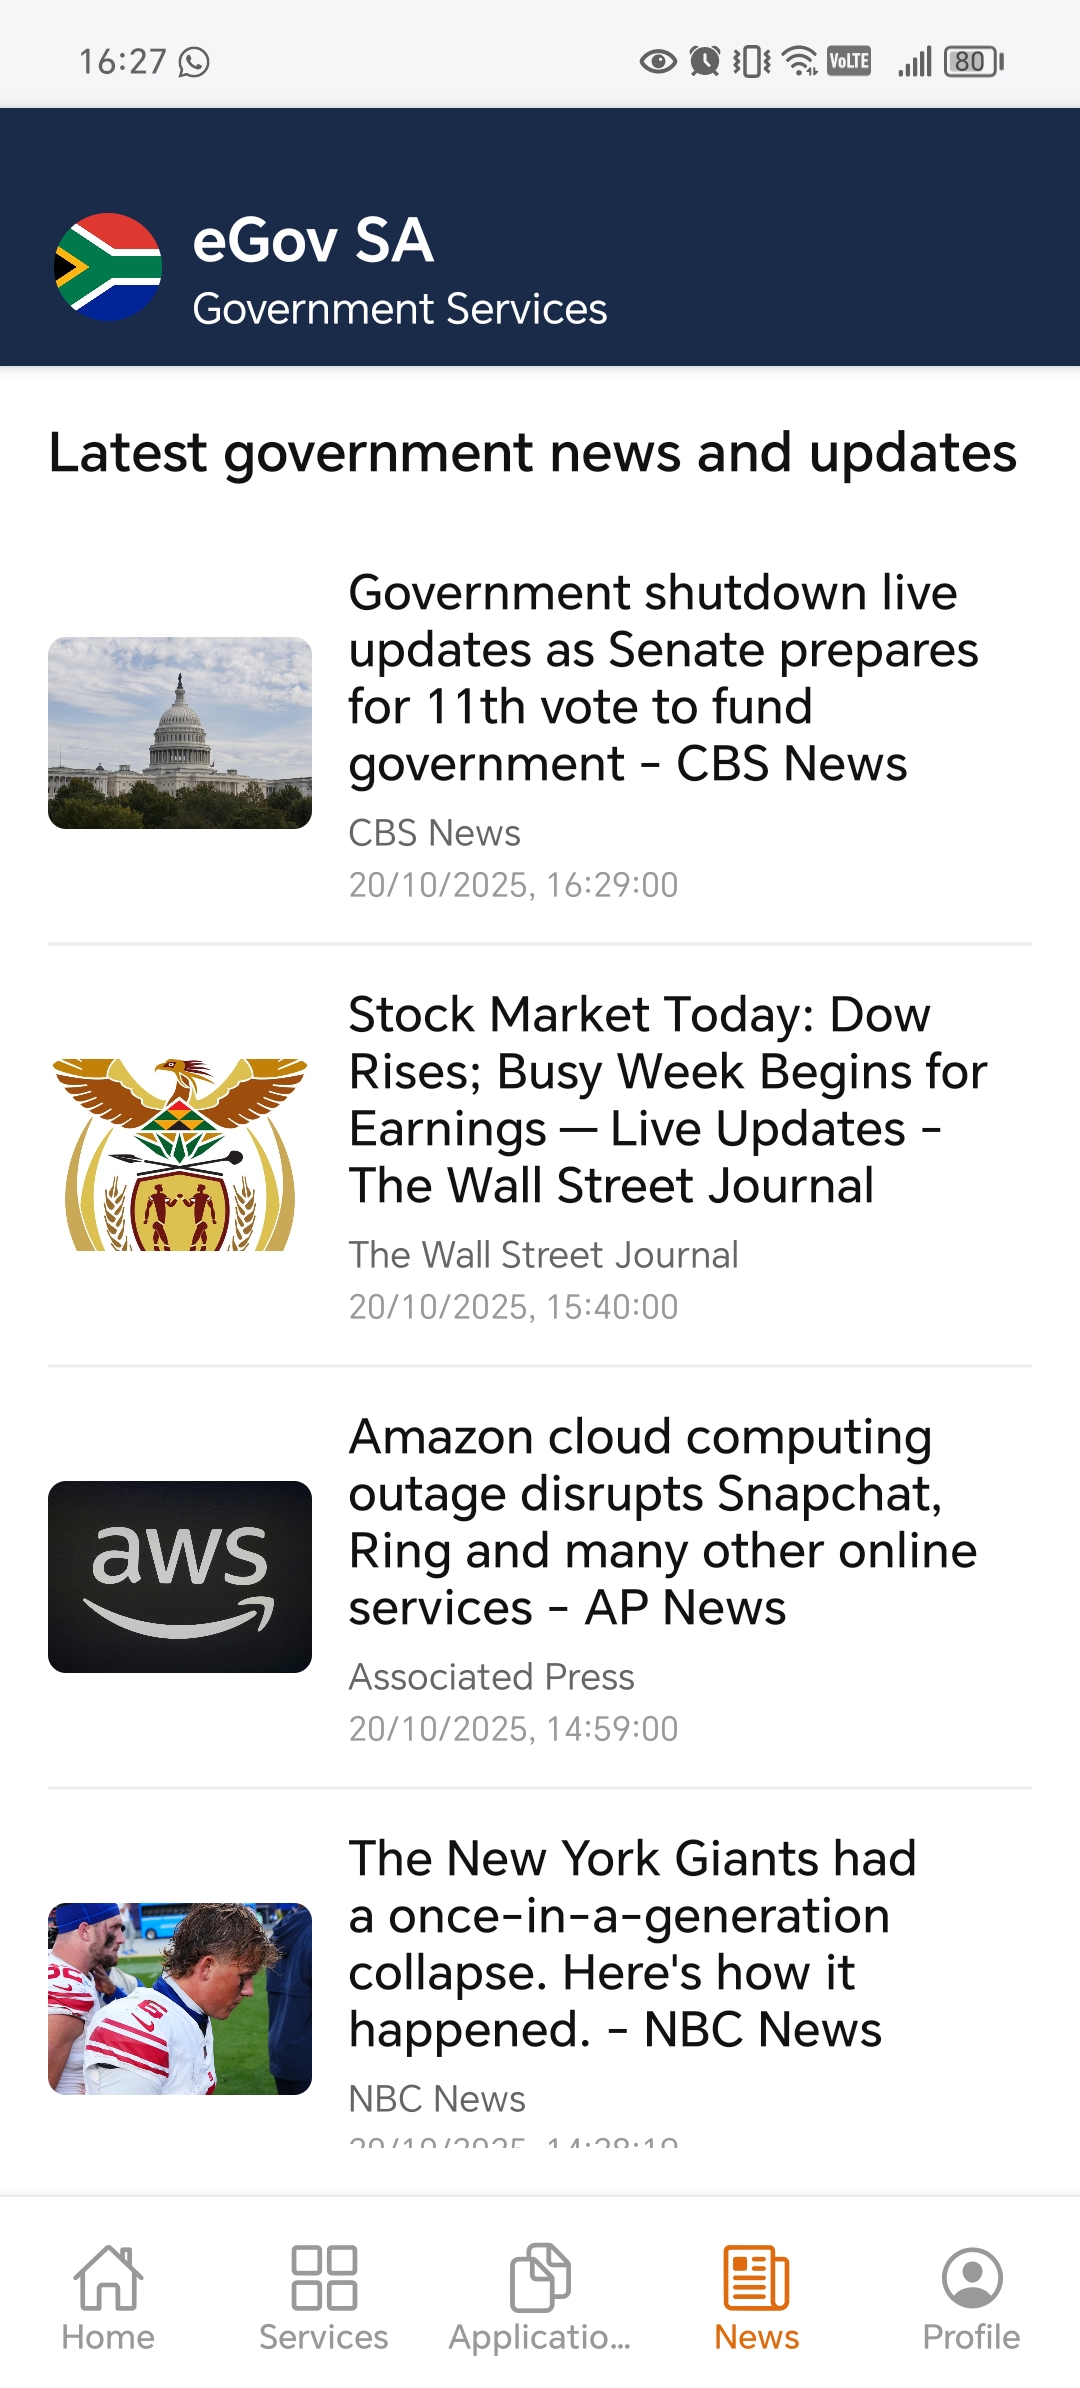 16:27
VoLTE
80
eGov SA
Government Services
Latest government news and updates
Government shutdown live
updates as Senate prepares
for 11th vote to fund
government - CBS News
CBS News
20/10/2025, 16:29:00
Stock Market Today: Dow
Rises; Busy Week Begins for
Earnings — Live Updates -
The Wall Street Journal
The Wall Street Journal
20/10/2025, 15:40:00
aws
Amazon cloud computing
outage disrupts Snapchat,
Ring and many other online
services - AP News
Associated Press
20/10/2025, 14:59:00
6
The New York Giants had
a once-in-a-generation
collapse. Here's how it
happened. - NBC News
NBC News
Home
Services
Applicatio...
News
Profile